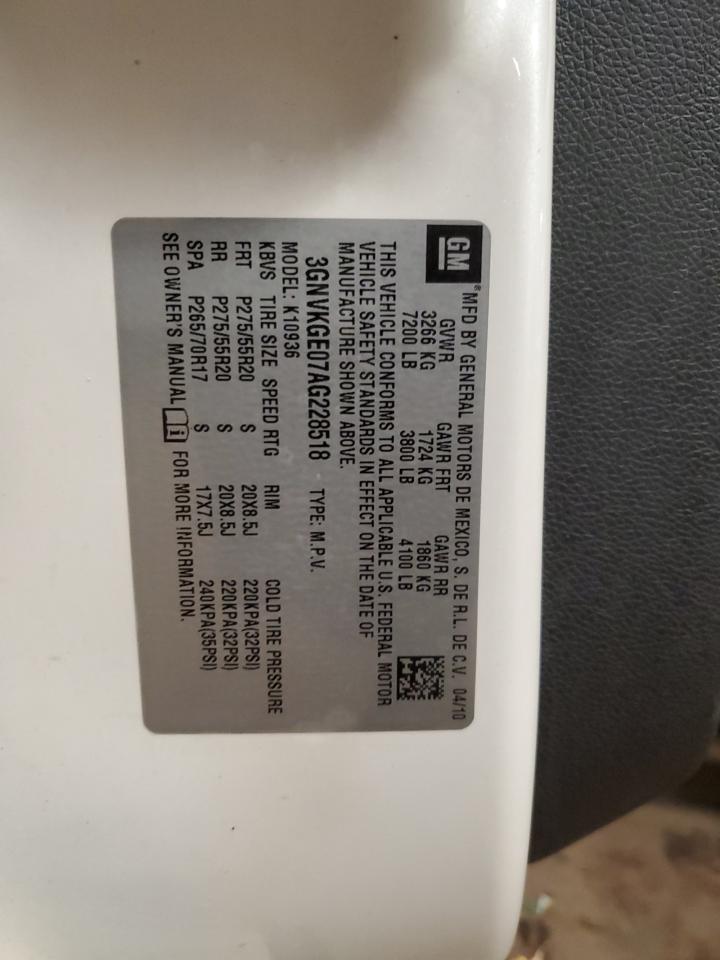 GM
MFD BY GENERAL MOTORS DE MEXICO, S. DE R.L. DE C.V. 04/10
GVWR GAWR FRT GAWR RR
3266 KG 1724 KG 1860 KG
7200 LB 3800 LB 4100 LB
THIS VEHICLE CONFORMS TO ALL APPLICABLE U.S. FEDERAL MOTOR
VEHICLE SAFETY STANDARDS IN EFFECT ON THE DATE OF
MANUFACTURE SHOWN ABOVE.
3GNVKGE07AG228518 TYPE: M.P.V.
MODEL: K10936
KBVS TIRE SIZE SPEED RTG RIM COLD TIRE PRESSURE
FRT P275/55R20 S 20X8.5J 220KPA(32PSI)
RR P275/55R20 S 20X8.5J 220KPA(32PSI)
SPA P265/70R17 S 17X7.5J 240KPA(35PSI)
SEE OWNER'S MANUAL i FOR MORE INFORMATION.